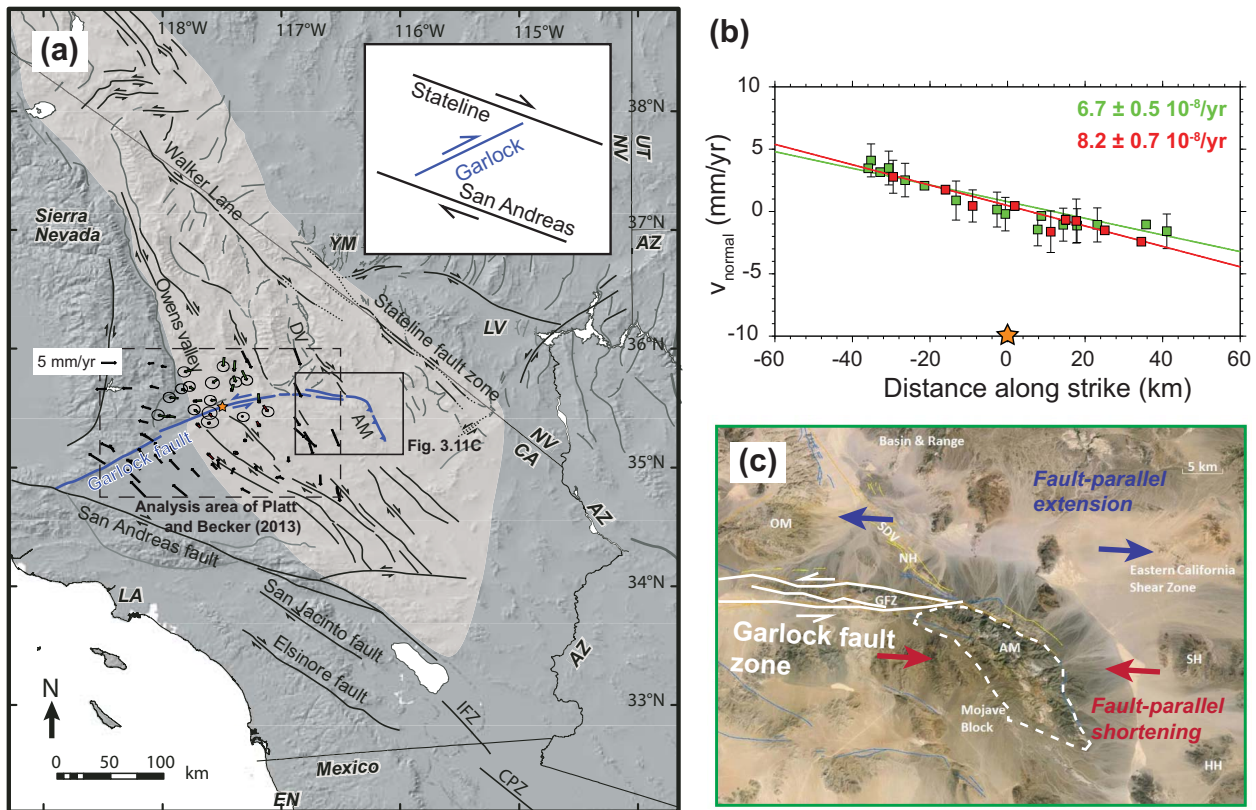 (a)
118°W
117°W
116°W
115°W
38°N
37°N
36°N
35°N
34°N
33°N
Stateline
Garlock
San Andreas
UT
NV
AZ
Walker Lane
Sierra
Nevada
YM
Owens valley
DV
Stateline fault zone
LV
5 mm/yr
AM
Fig. 3.11C
NV
CA
Garlock fault
Analysis area of Platt
and Becker (2013)
AZ
San Andreas fault
LA
San Jacinto fault
Elsinore fault
AZ
N
IFZ
0 50 100
km
Mexico
CPZ
EN
(b)
6.7 ± 0.5 10⁻⁸/yr
8.2 ± 0.7 10⁻⁸/yr
10
5
0
-5
-10
v normal (mm/yr)
-60 -40 -20 0 20 40 60
Distance along strike (km)
(c)
Basin & Range
5 km
Fault-parallel
extension
OM
SDV
NH
Eastern California
Shear Zone
GFZ
Garlock fault
zone
AM
SH
Mojave
Block
Fault-parallel
shortening
HH